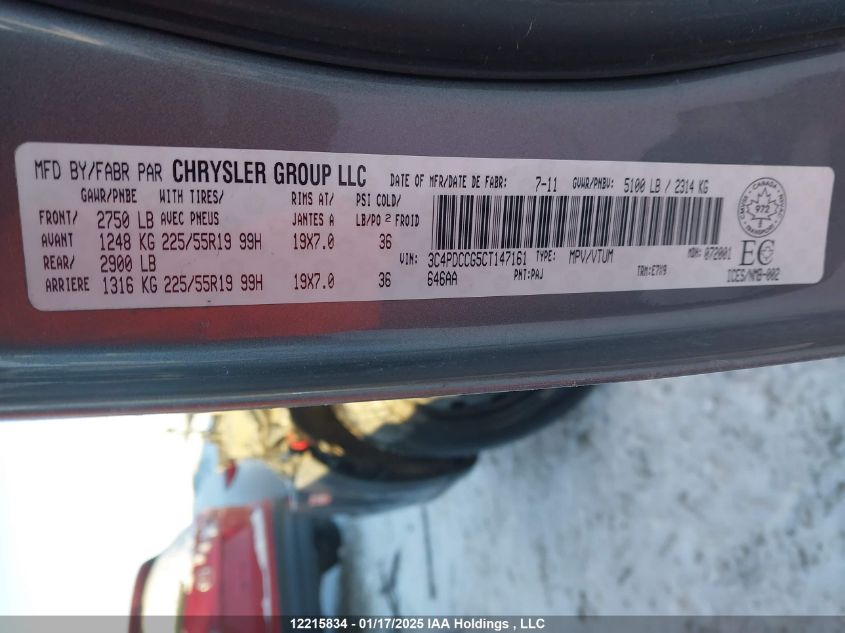 MFD BY/FABR PAR CHRYSLER GROUP LLC DATE OF MFR/DATE DE FABR: 7-11 GVWR/PNBV: 5100 LB / 2314 KG
GAWR/PNBE WITH TIRES/ RIMS AT/ PSI COLD/
FRONT/ 2750 LB AVEC PNEUS JANTES A LB/PO 2 FROID
AVANT 1248 KG 225/55R19 99H 19X7.0 36
REAR/ 2900 LB
ARRIERE 1316 KG 225/55R19 99H 19X7.0 36
VIN: 3C4PDCCG5CT147161 TYPE: MPV/VTUM MDH: 072001
646AA PNT: PAJ TRM: E7X9
CANADA
972
T
EC
ICES/NMB-002
12215834 - 01/17/2025 IAA Holdings , LLC